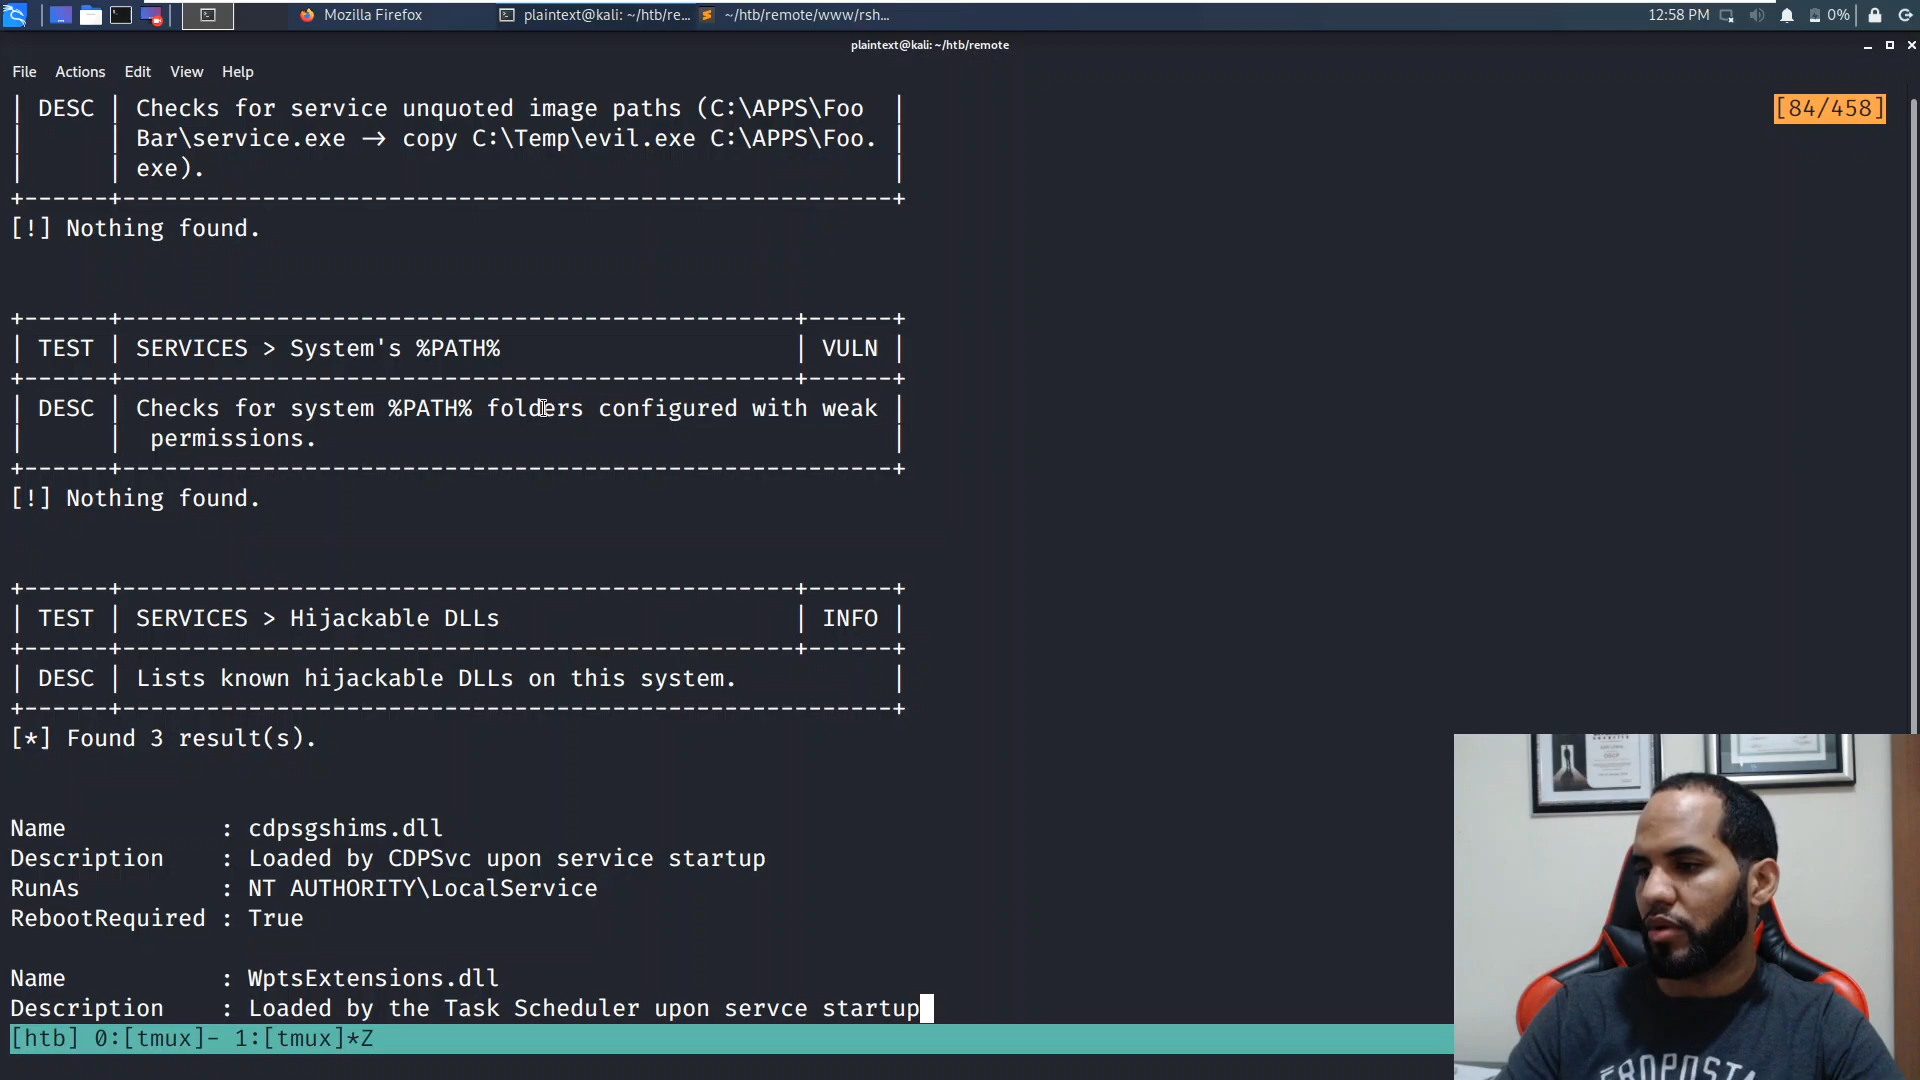 Mozilla Firefox
plaintext@kali: ~/htb/re...
~/htb/remote/www/rsh...
12:58 PM
0%
plaintext@kali: ~/htb/remote
File Actions Edit View Help
[84/458]
| DESC | Checks for service unquoted image paths (C:\APPS\Foo |
| | Bar\service.exe → copy C:\Temp\evil.exe C:\APPS\Foo. |
| | exe). |
[!] Nothing found.
| TEST | SERVICES > System's %PATH% | VULN |
| DESC | Checks for system %PATH% folders configured with weak |
| | permissions. |
[!] Nothing found.
| TEST | SERVICES > Hijackable DLLs | INFO |
| DESC | Lists known hijackable DLLs on this system. |
[*] Found 3 result(s).
Name : cdpsgshims.dll
Description : Loaded by CDPSvc upon service startup
RunAs : NT AUTHORITY\LocalService
RebootRequired : True
Name : WptsExtensions.dll
Description : Loaded by the Task Scheduler upon servce startup
[htb] 0:[tmux]- 1:[tmux]*Z